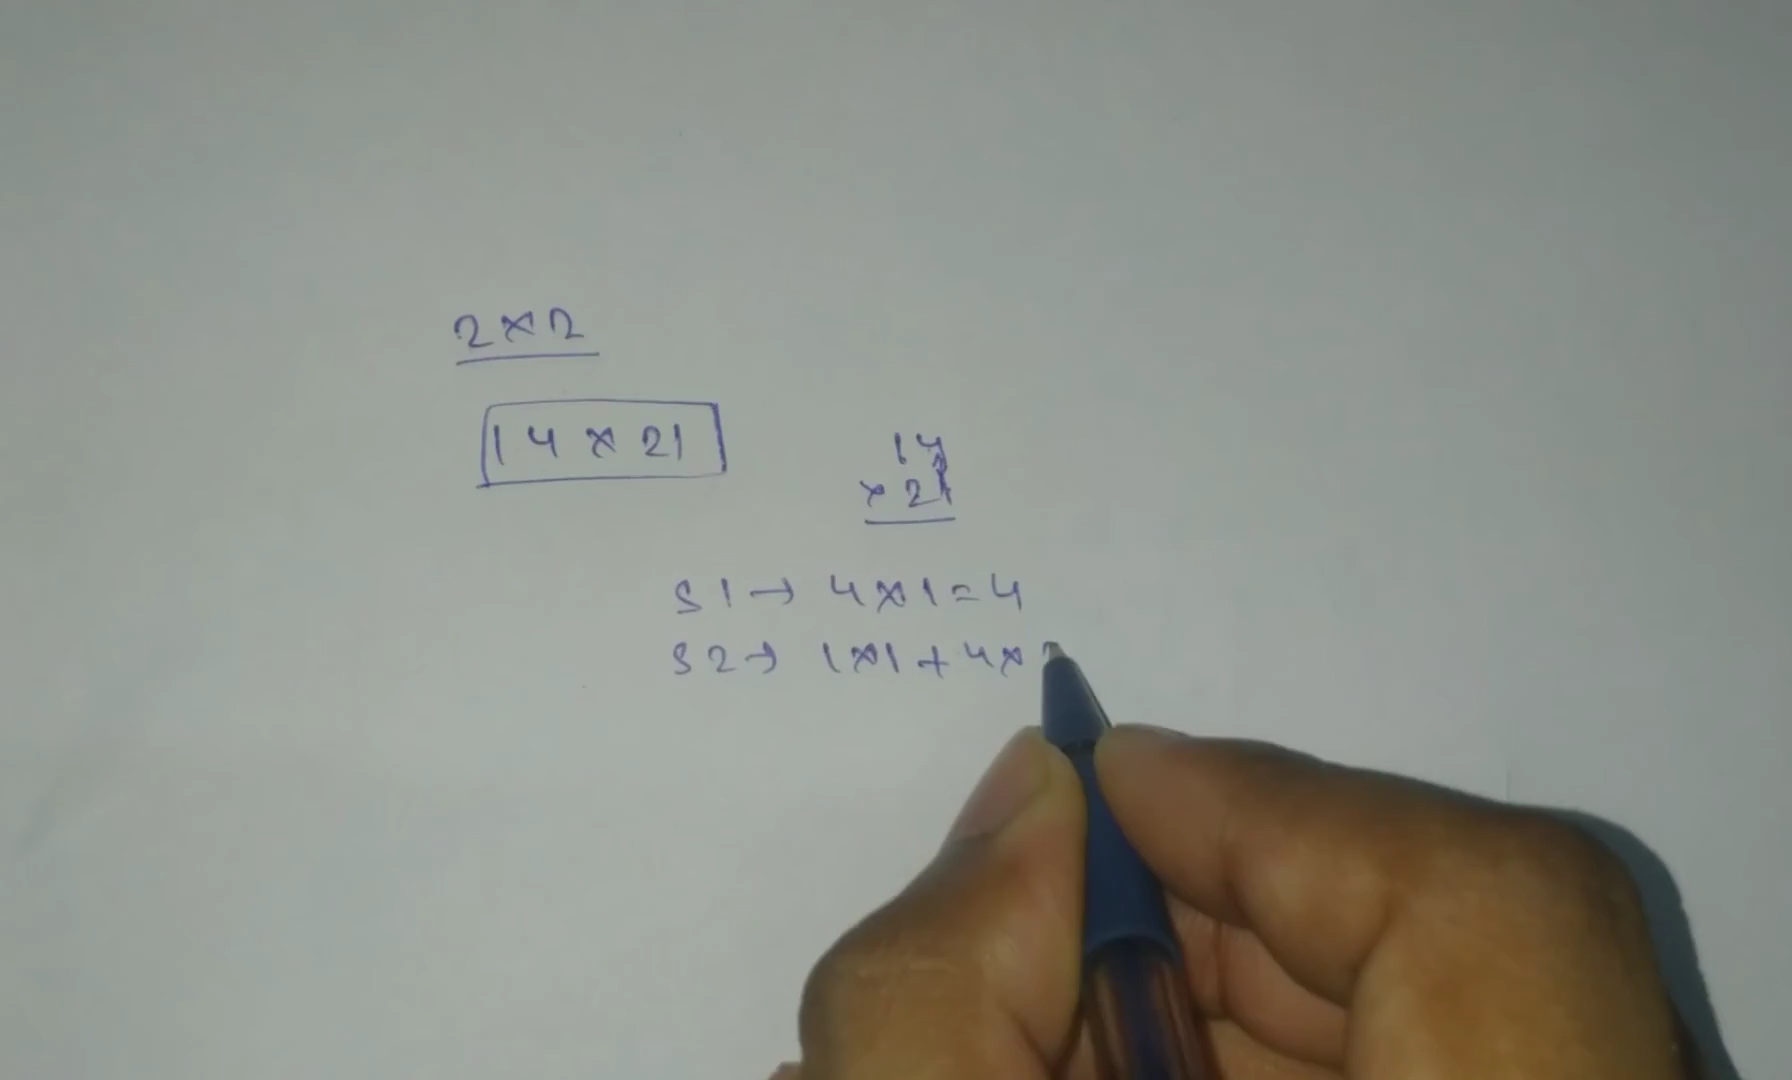 2×2
14 × 21
14
× 21
S1→ 4×1=4
S2→ 1×1+4×